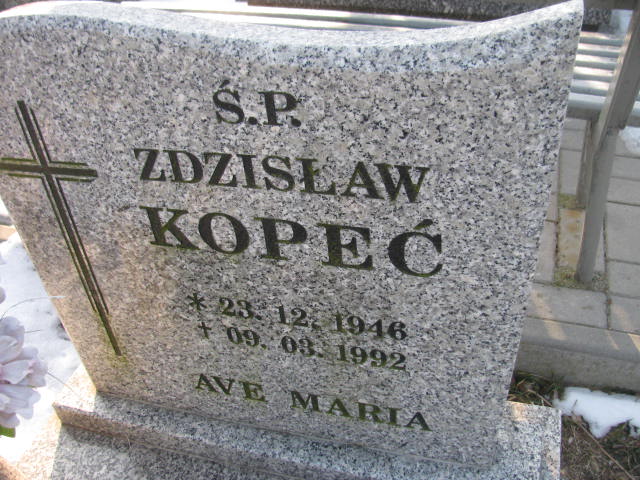 Ś.P.
ZDZISŁAW
KOPEĆ
* 23. 12. 1946
† 09. 03. 1992
AVE MARIA